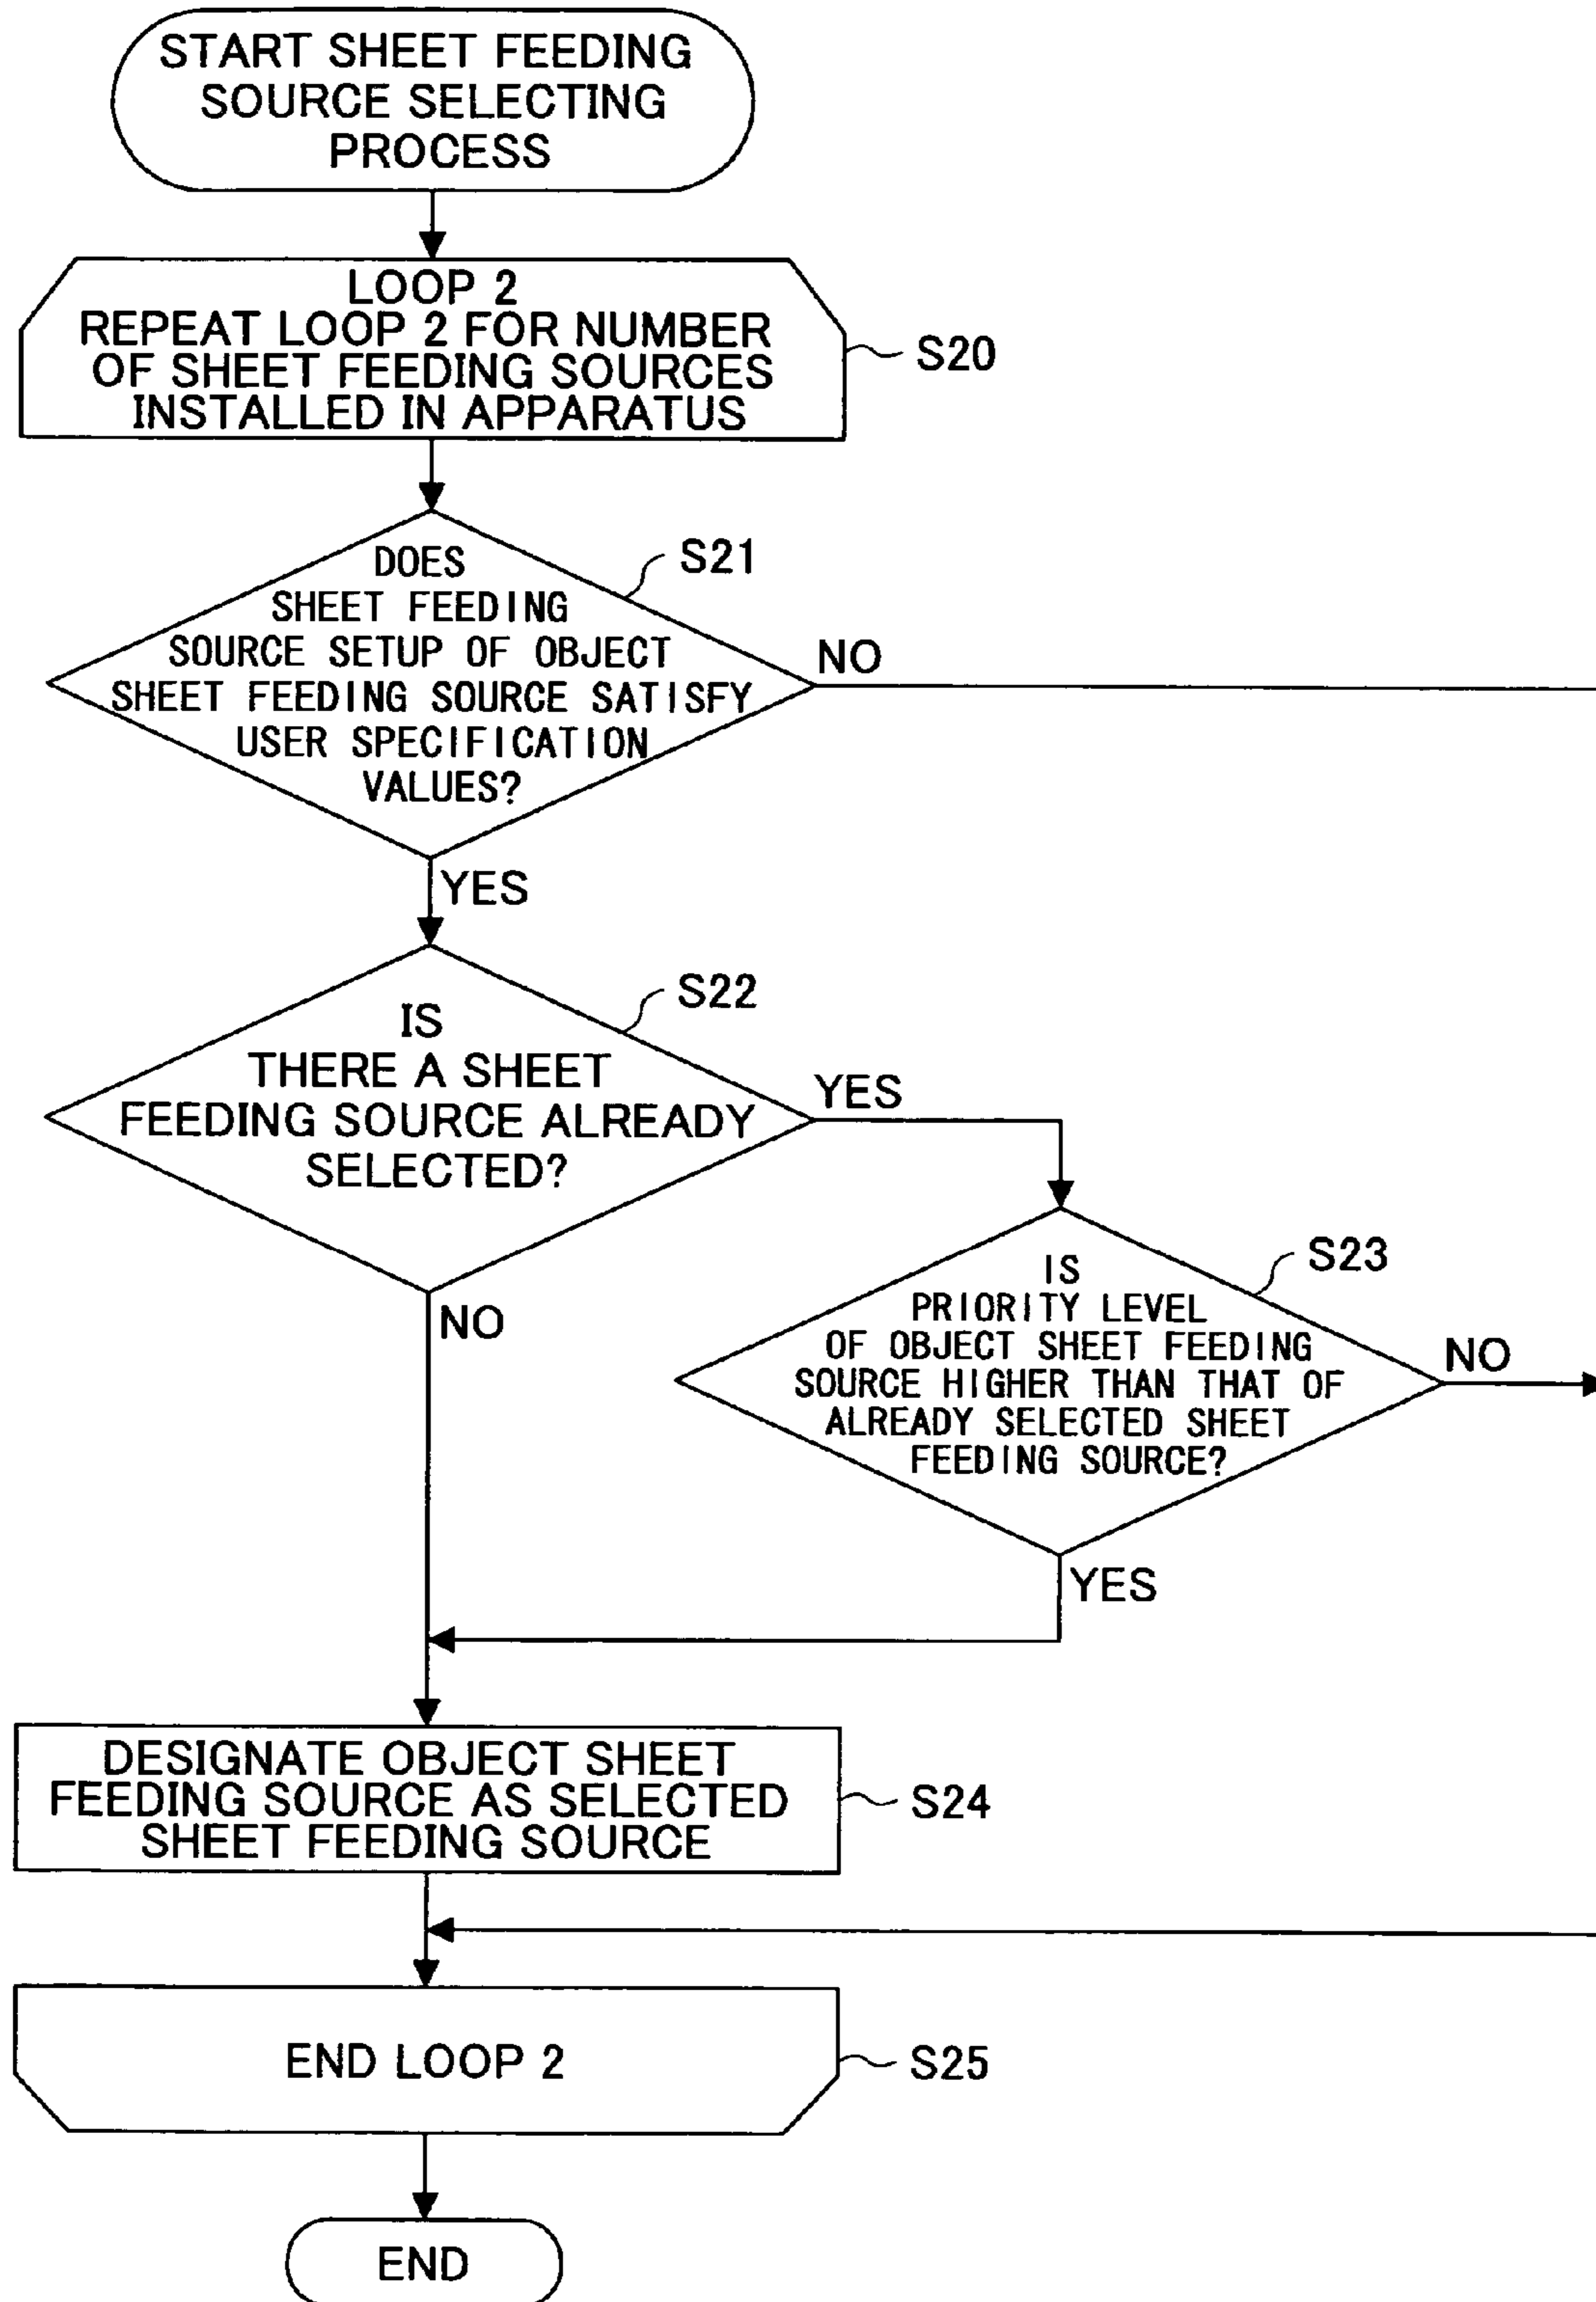 START SHEET FEEDING
SOURCE SELECTING
PROCESS
LOOP 2
REPEAT LOOP 2 FOR NUMBER
OF SHEET FEEDING SOURCES
INSTALLED IN APPARATUS
S20
DOES
SHEET FEEDING
SOURCE SETUP OF OBJECT
SHEET FEEDING SOURCE SATISFY
USER SPECIFICATION
VALUES?
S21
NO
YES
IS
THERE A SHEET
FEEDING SOURCE ALREADY
SELECTED?
S22
YES
NO
IS
PRIORITY LEVEL
OF OBJECT SHEET FEEDING
SOURCE HIGHER THAN THAT OF
ALREADY SELECTED SHEET
FEEDING SOURCE?
S23
NO
YES
DESIGNATE OBJECT SHEET
FEEDING SOURCE AS SELECTED
SHEET FEEDING SOURCE
S24
END LOOP 2
S25
END